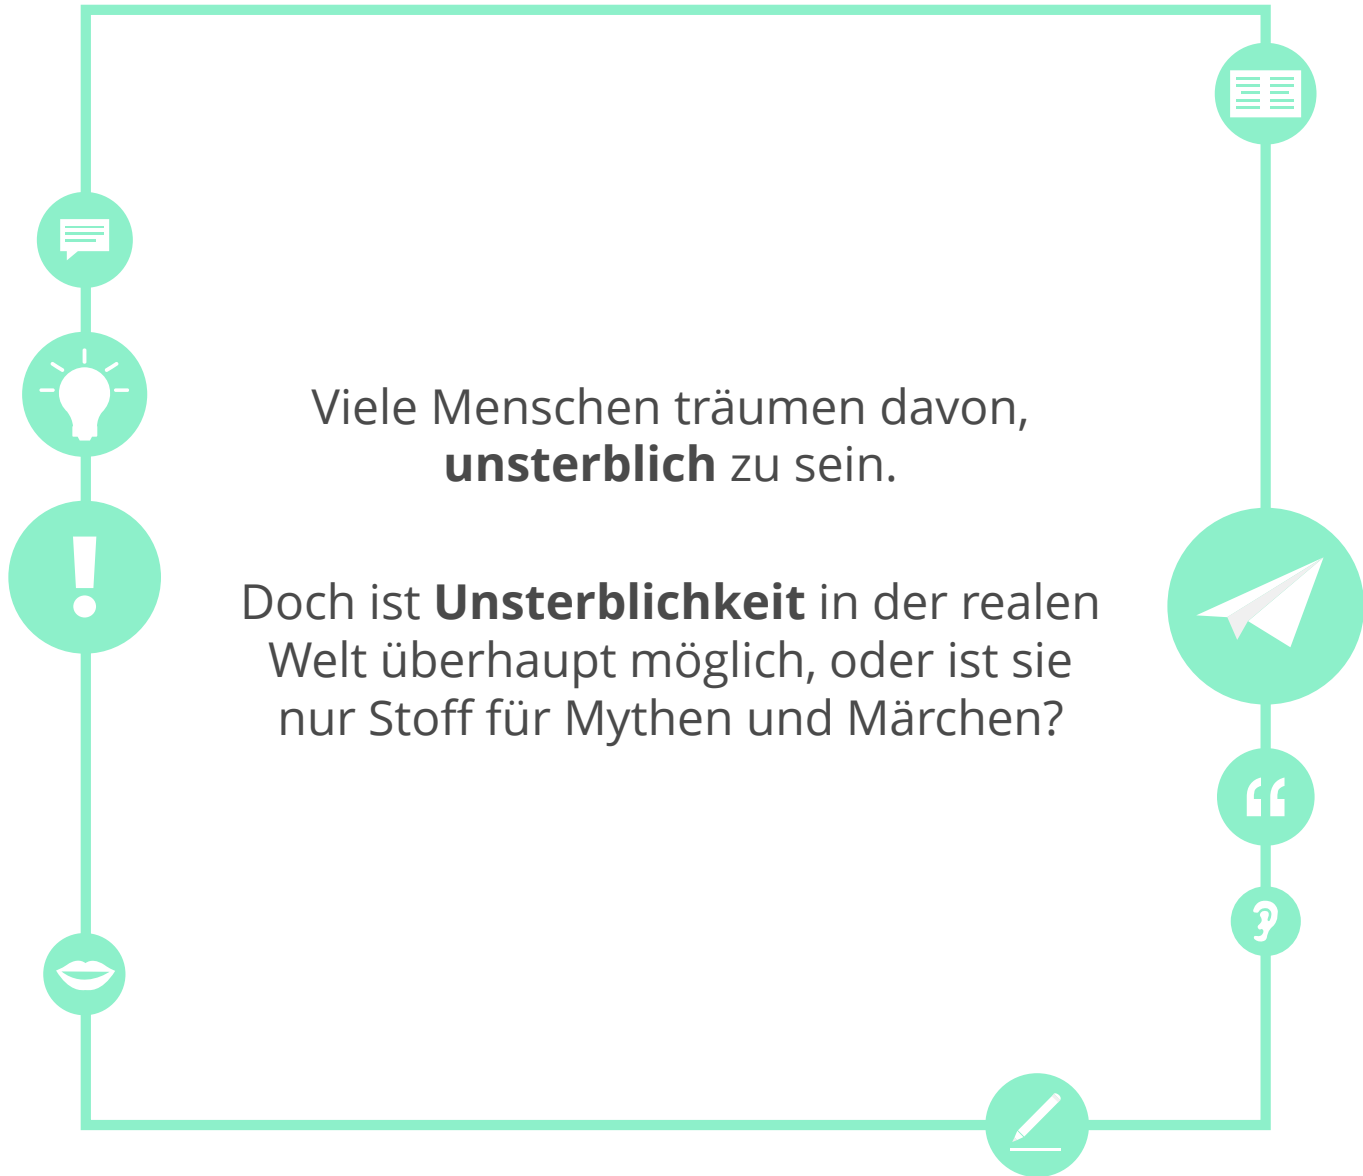 Viele Menschen träumen davon,
unsterblich zu sein.
Doch ist Unsterblichkeit in der realen
Welt überhaupt möglich, oder ist sie
nur Stoff für Mythen und Märchen?